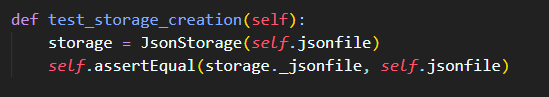 def test_storage_creation(self):
    storage = JsonStorage(self.jsonfile)
    self.assertEqual(storage._jsonfile, self.jsonfile)